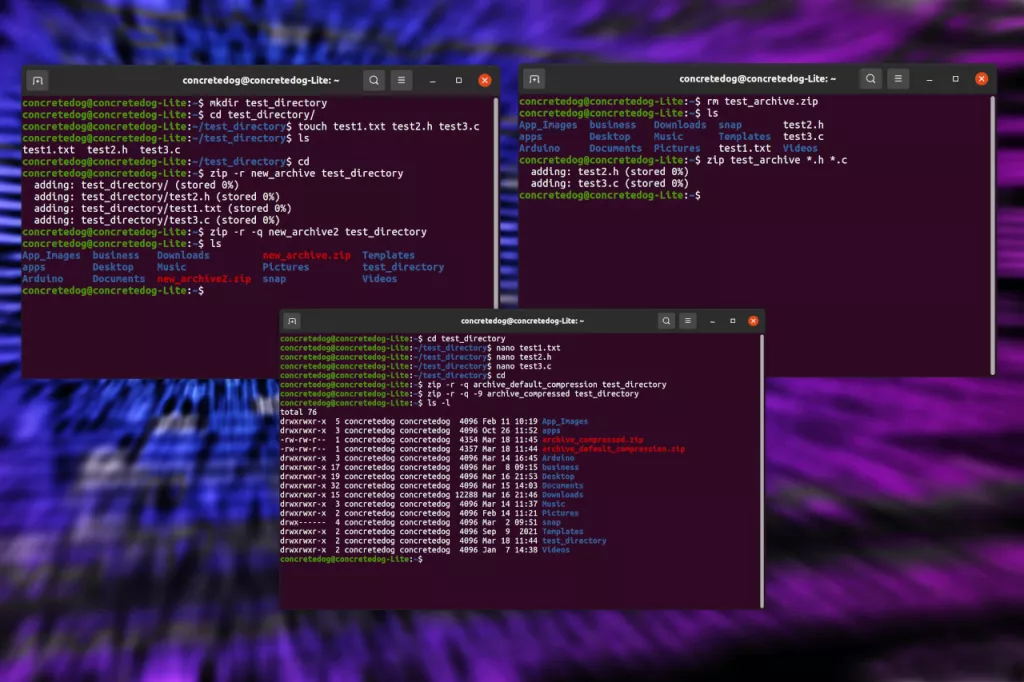 concretedog@concretedog-Lite: ~
concretedog@concretedog-Lite:~$ mkdir test_directory
concretedog@concretedog-Lite:~$ cd test_directory/
concretedog@concretedog-Lite:~/test_directory$ touch test1.txt test2.h test3.c
concretedog@concretedog-Lite:~/test_directory$ ls
test1.txt test2.h test3.c
concretedog@concretedog-Lite:~/test_directory$ cd
concretedog@concretedog-Lite:~$ zip -r new_archive test_directory
adding: test_directory/ (stored 0%)
adding: test_directory/test2.h (stored 0%)
adding: test_directory/test1.txt (stored 0%)
adding: test_directory/test3.c (stored 0%)
concretedog@concretedog-Lite:~$ zip -r -q new_archive2 test_directory
concretedog@concretedog-Lite:~$ ls
App_Images business Downloads new_archive.zip Templates
apps Desktop Music Pictures test_directory
Arduino Documents new_archive2.zip snap Videos
concretedog@concretedog-Lite:~$
concretedog@concretedog-Lite: ~
concretedog@concretedog-Lite:~$ rm test_archive.zip
concretedog@concretedog-Lite:~$ ls
App_Images business Downloads snap test2.h
apps Desktop Music Templates test3.c
Arduino Documents Pictures test1.txt Videos
concretedog@concretedog-Lite:~$ zip test_archive *.h *.c
adding: test2.h (stored 0%)
adding: test3.c (stored 0%)
concretedog@concretedog-Lite:~$
concretedog@concretedog-Lite: ~
concretedog@concretedog-Lite:~$ cd test_directory
concretedog@concretedog-Lite:~/test_directory$ nano test1.txt
concretedog@concretedog-Lite:~/test_directory$ nano test2.h
concretedog@concretedog-Lite:~/test_directory$ nano test3.c
concretedog@concretedog-Lite:~/test_directory$ cd
concretedog@concretedog-Lite:~$ zip -r -q archive_default_compression test_directory
concretedog@concretedog-Lite:~$ zip -r -q -9 archive_compressed test_directory
concretedog@concretedog-Lite:~$ ls -l
total 76
drwxrwxr-x 5 concretedog concretedog 4096 Feb 11 10:19 App_Images
drwxrwxr-x 3 concretedog concretedog 4096 Oct 26 11:52 apps
-rw-rw-r-- 1 concretedog concretedog 4354 Mar 18 11:45 archive_compressed.zip
-rw-rw-r-- 1 concretedog concretedog 4357 Mar 18 11:44 archive_default_compression.zip
drwxrwxr-x 3 concretedog concretedog 4096 Mar 14 16:45 Arduino
drwxrwxr-x 17 concretedog concretedog 4096 Mar 8 09:15 business
drwxrwxr-x 19 concretedog concretedog 4096 Mar 16 21:53 Desktop
drwxrwxr-x 32 concretedog concretedog 4096 Mar 15 14:03 Documents
drwxrwxr-x 15 concretedog concretedog 12288 Mar 16 21:46 Downloads
drwxrwxr-x 3 concretedog concretedog 4096 Mar 14 11:37 Music
drwxrwxr-x 2 concretedog concretedog 4096 Feb 14 11:21 Pictures
drwx------ 4 concretedog concretedog 4096 Mar 2 09:51 snap
drwxrwxr-x 2 concretedog concretedog 4096 Sep 9 2021 Templates
drwxrwxr-x 2 concretedog concretedog 4096 Mar 18 11:44 test_directory
drwxrwxr-x 2 concretedog concretedog 4096 Jan 7 14:38 Videos
concretedog@concretedog-Lite:~$